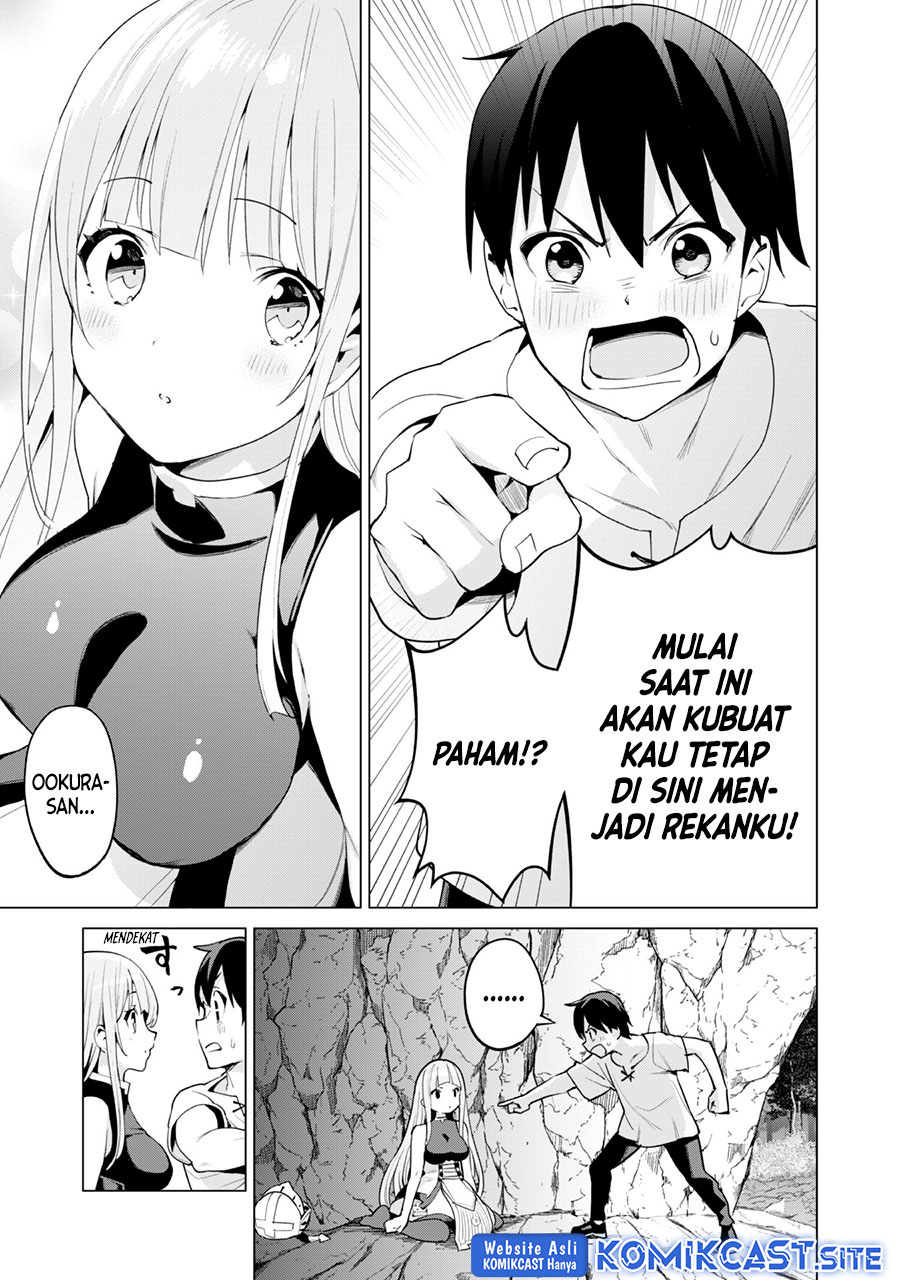 MULAI
SAAT INI
AKAN KUBUAT
KAU TETAP
DI SINI MEN-
JADI REKANKU!
PAHAM!?
OOKURA-
SAN...
......
MENDEKAT
すっ
Website Asli
KOMIKCAST Hanya
KOMIKCAST.SITE